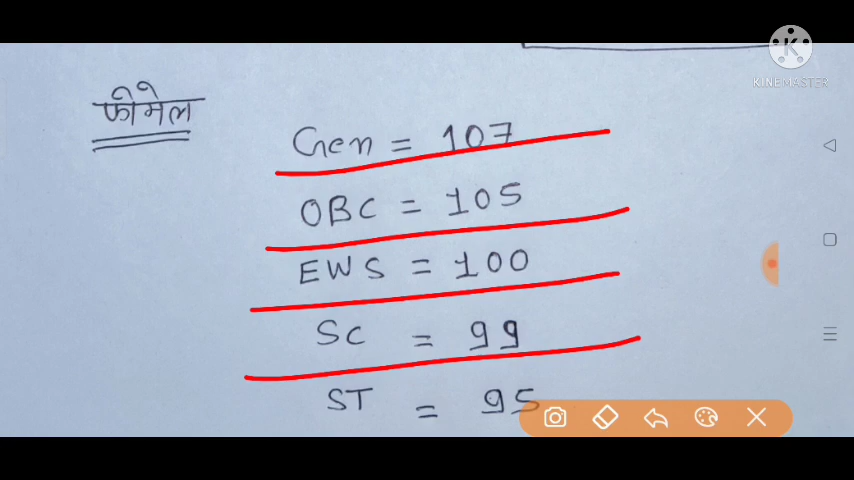 KINEMASTER
फीमेल
Gen = 107
OBC = 105
EWS = 100
SC = 99
ST = 95